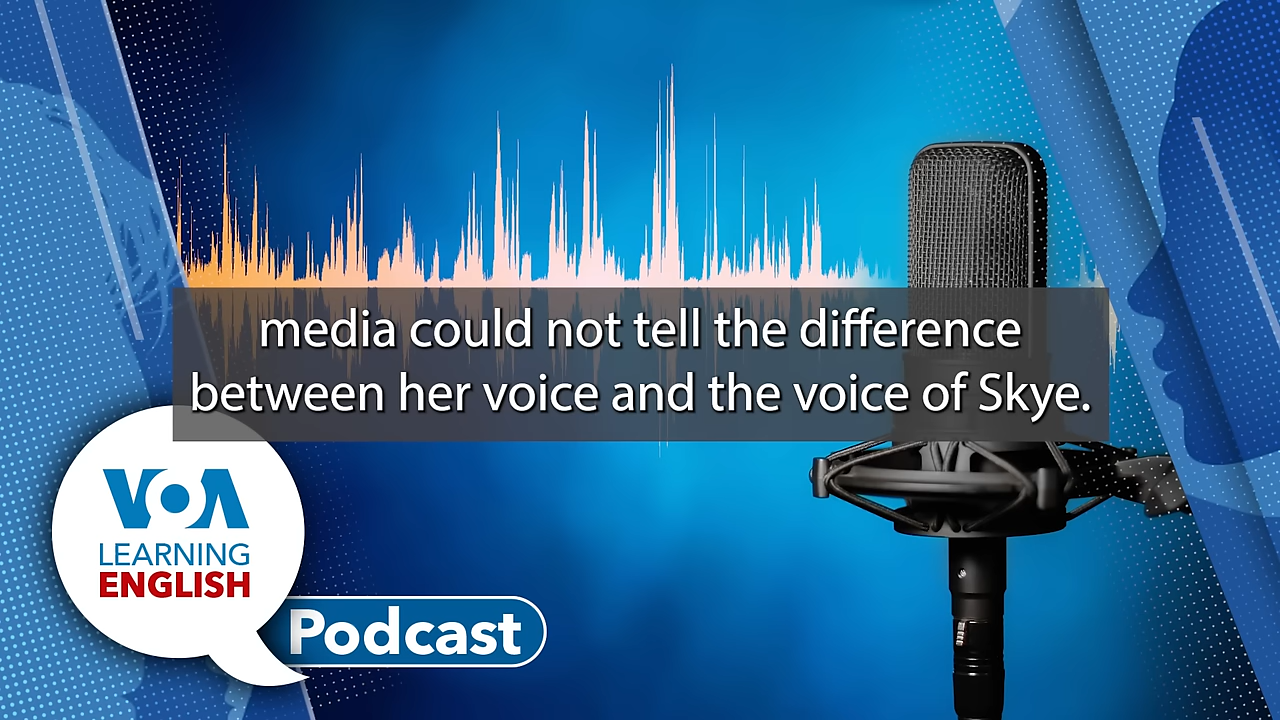 media could not tell the difference
between her voice and the voice of Skye.
VOA
LEARNING
ENGLISH
Podcast